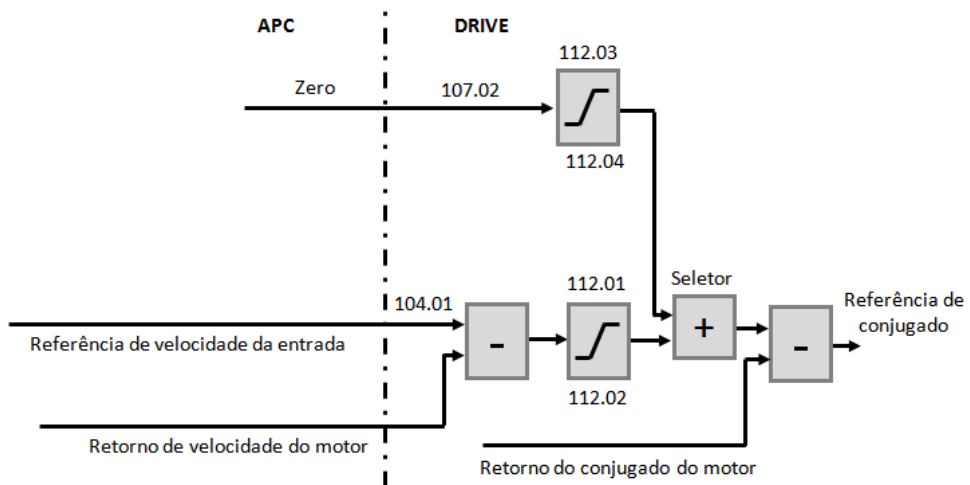 APC
DRIVE
112.03
Zero
107.02
112.04
112.01
Seletor
104.01
Referência de
conjugado
Referência de velocidade da entrada
-
+
-
112.02
Retorno de velocidade do motor
Retorno do conjugado do motor